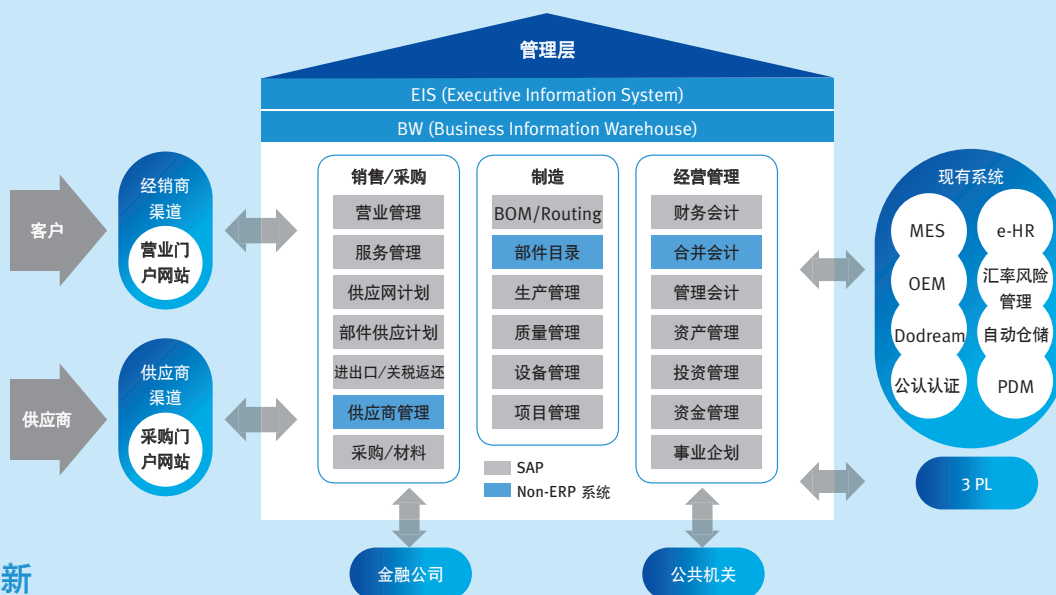 管理层
EIS (Executive Information System)
BW (Business Information Warehouse)
客户
经销商
渠道
营业门
户网站
供应商
供应商
渠道
采购门
户网站
销售/采购
营业管理
服务管理
供应网计划
部件供应计划
进出口/关税返还
供应商管理
采购/材料
制造
BOM/Routing
部件目录
生产管理
质量管理
设备管理
项目管理
SAP
Non-ERP 系统
经营管理
财务会计
合并会计
管理会计
资产管理
投资管理
资金管理
事业企划
现有系统
MES
e-HR
OEM
汇率风险
管理
Dodream
自动仓储
公认认证
PDM
3 PL
金融公司
公共机关
新